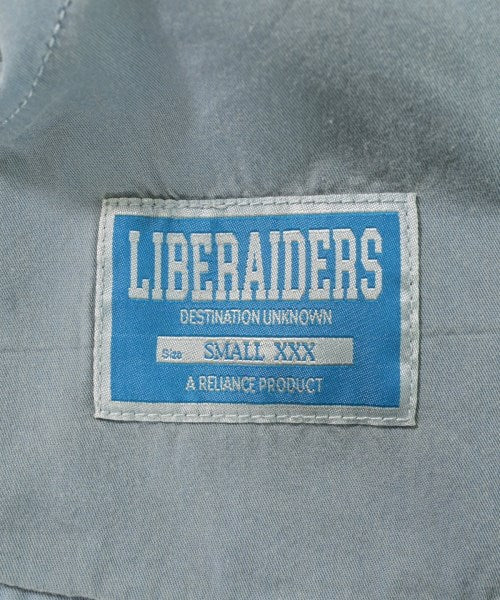 LIBERAIDERS
DESTINATION UNKNOWN
Size SMALL XXX
A RELIANCE PRODUCT